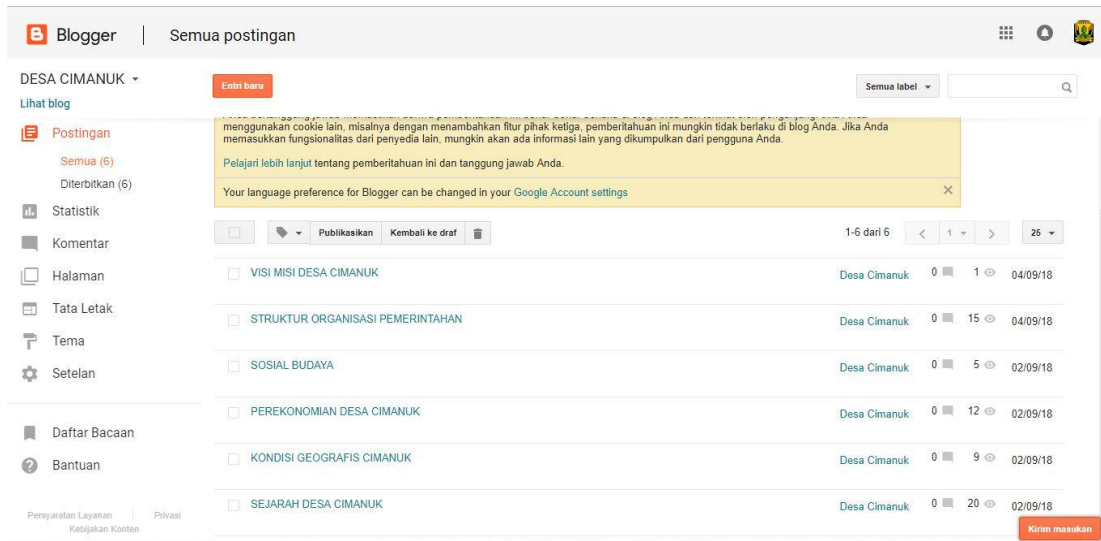 Blogger | Semua postingan
DESA CIMANUK
Lihat blog
Entri baru
Semua label
Postingan
Semua (6)
Diterbitkan (6)
Statistik
Komentar
Halaman
Tata Letak
Tema
Setelan
Daftar Bacaan
Bantuan
Persyaratan Layanan | Privasi
Kebijakan Konten
menggunakan cookie lain, misalnya dengan menambahkan fitur pihak ketiga, pemberitahuan ini mungkin tidak berlaku di blog Anda. Jika Anda
memasukkan fungsionalitas dari penyedia lain, mungkin akan ada informasi lain yang dikumpulkan dari pengguna Anda.
Pelajari lebih lanjut tentang pemberitahuan ini dan tanggung jawab Anda.
Your language preference for Blogger can be changed in your Google Account settings
Publikasikan Kembali ke draf 1-6 dari 6 1 25
VISI MISI DESA CIMANUK Desa Cimanuk 0 1 04/09/18
STRUKTUR ORGANISASI PEMERINTAHAN Desa Cimanuk 0 15 04/09/18
SOSIAL BUDAYA Desa Cimanuk 0 5 02/09/18
PEREKONOMIAN DESA CIMANUK Desa Cimanuk 0 12 02/09/18
KONDISI GEOGRAFIS CIMANUK Desa Cimanuk 0 9 02/09/18
SEJARAH DESA CIMANUK Desa Cimanuk 0 20 02/09/18
Kirim masukan